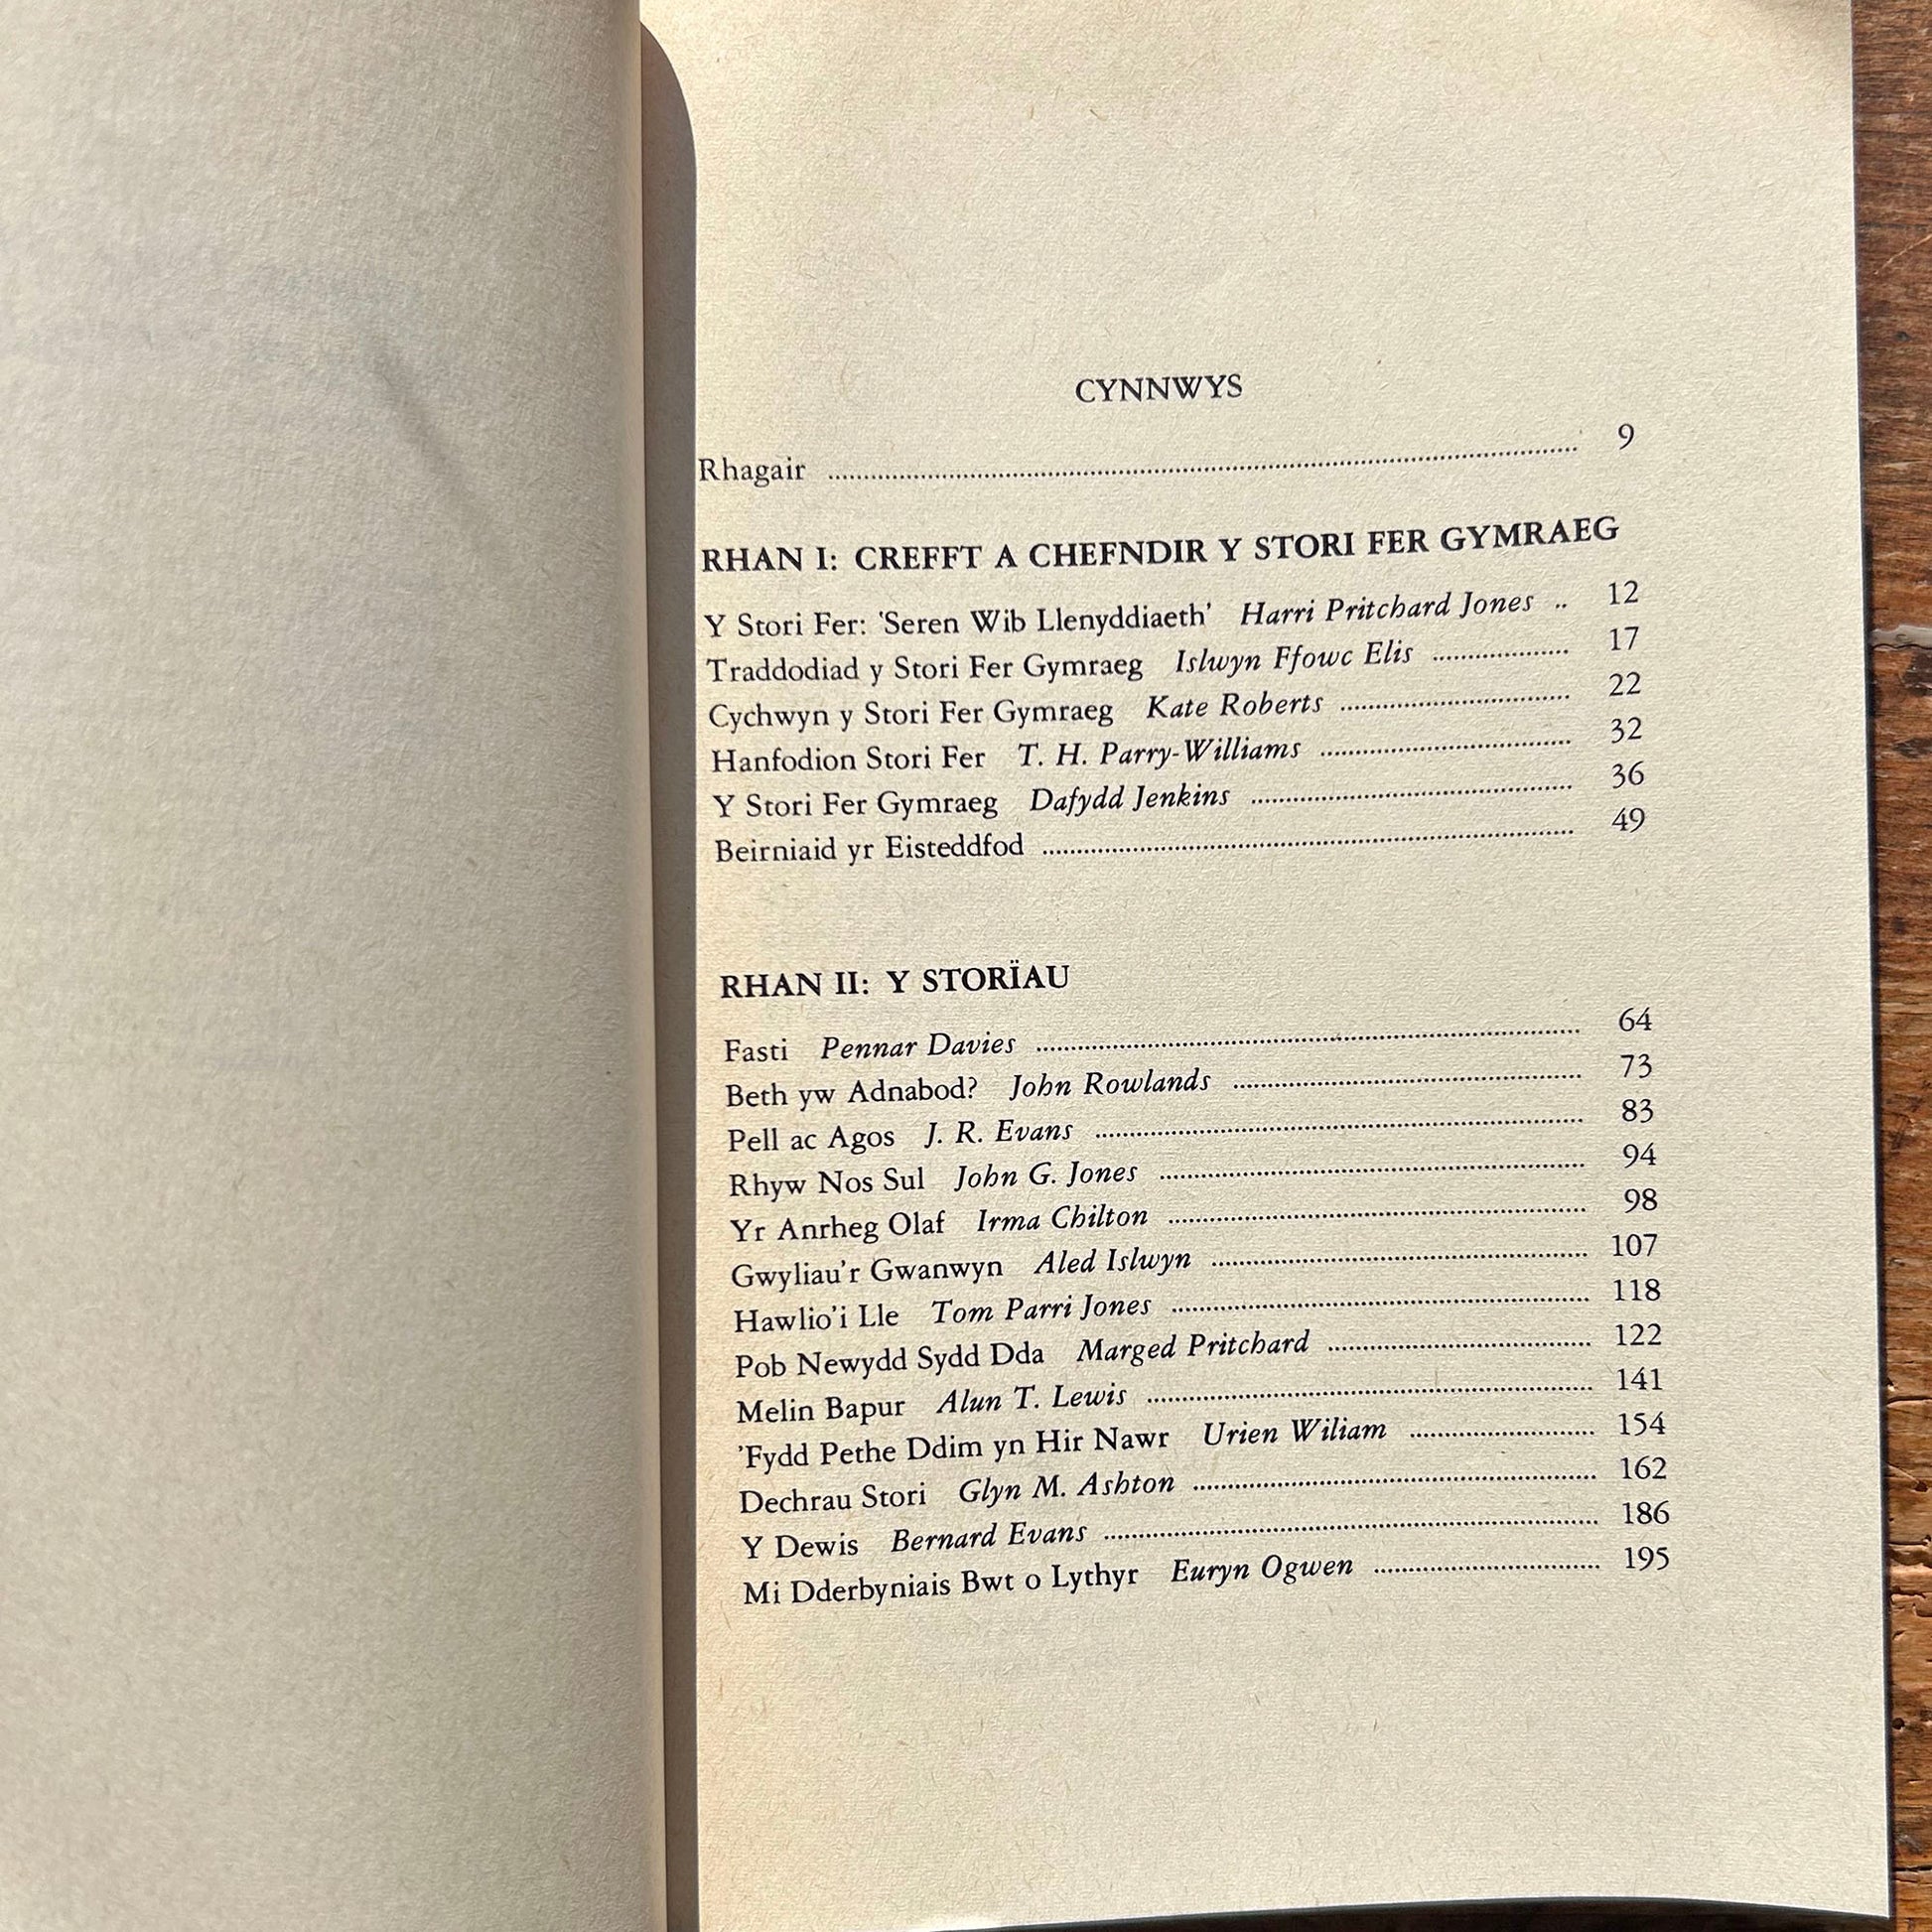 CYNNWYS
Rhagair ........................................ 9
RHAN I: CREFFT A CHEFNDIR Y STORI FER GYMRAEG
Y Stori Fer: 'Seren Wib Llenyddiaeth' Harri Pritchard Jones .. 12
Traddodiad y Stori Fer Gymraeg Islwyn Ffowc Elis .......... 17
Cychwyn y Stori Fer Gymraeg Kate Roberts .......... 22
Hanfodion Stori Fer T. H. Parry-Williams .......... 32
Y Stori Fer Gymraeg Dafydd Jenkins .......... 36
Beirniaid yr Eisteddfod .......... 49
RHAN II: Y STORÏAU
Fasti Pennar Davies .......... 64
Beth yw Adnabod? John Rowlands .......... 73
Pell ac Agos J. R. Evans .......... 83
Rhyw Nos Sul John G. Jones .......... 94
Yr Anrheg Olaf Irma Chilton .......... 98
Gwyliau'r Gwanwyn Aled Islwyn .......... 107
Hawlio'i Lle Tom Parri Jones .......... 118
Pob Newydd Sydd Dda Marged Pritchard .......... 122
Melin Bapur Alun T. Lewis .......... 141
'Fydd Pethe Ddim yn Hir Nawr Urien Wiliam .......... 154
Dechrau Stori Glyn M. Ashton .......... 162
Y Dewis Bernard Evans .......... 186
Mi Dderbyniais Bwt o Lythyr Euryn Ogwen .......... 195